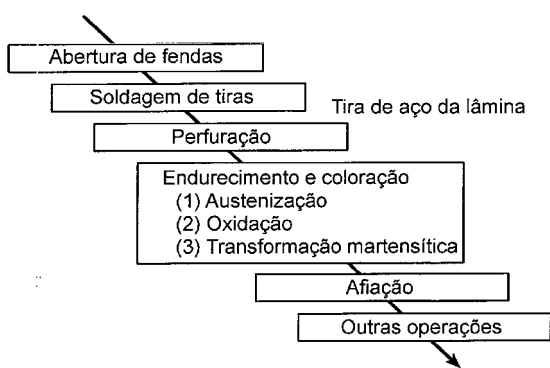 Abertura de fendas
Soldagem de tiras
Tira de aço da lâmina
Perfuração
Endurecimento e coloração
(1) Austenização
(2) Oxidação
(3) Transformação martensítica
Afiação
Outras operações